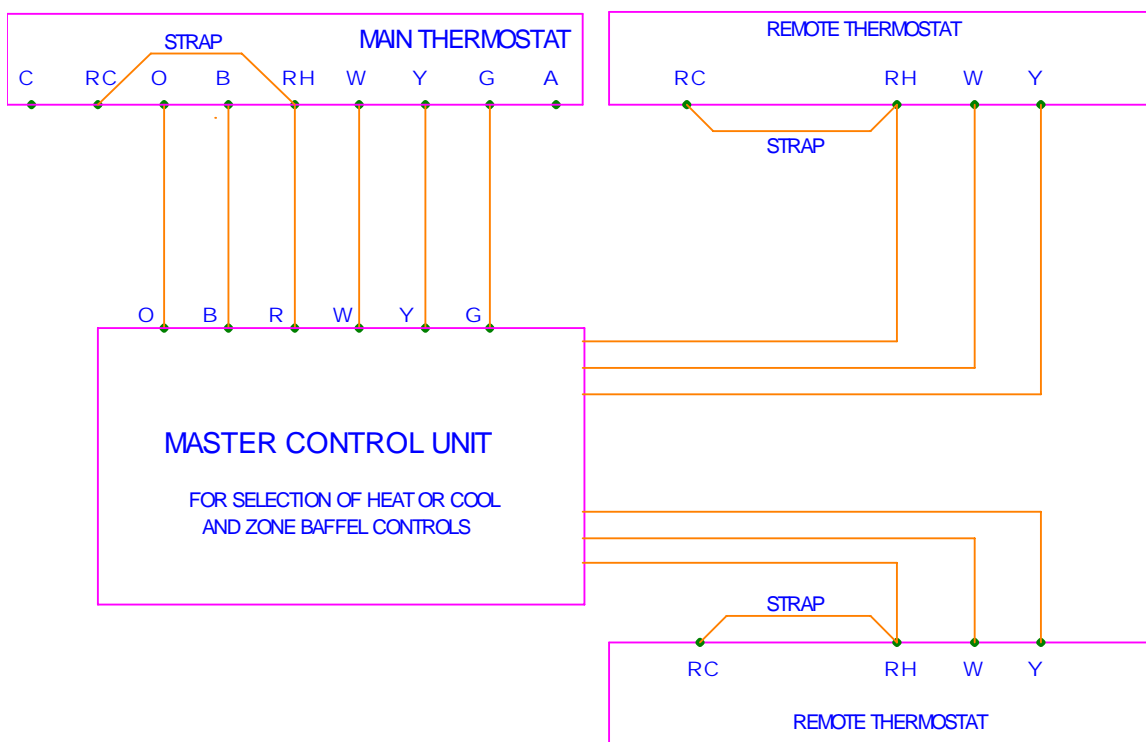 MAIN THERMOSTAT
STRAP
C RC O B RH W Y G A
REMOTE THERMOSTAT
RC RH W Y
STRAP
O B R W Y G
MASTER CONTROL UNIT
FOR SELECTION OF HEAT OR COOL
AND ZONE BAFFEL CONTROLS
STRAP
RC RH W Y
REMOTE THERMOSTAT